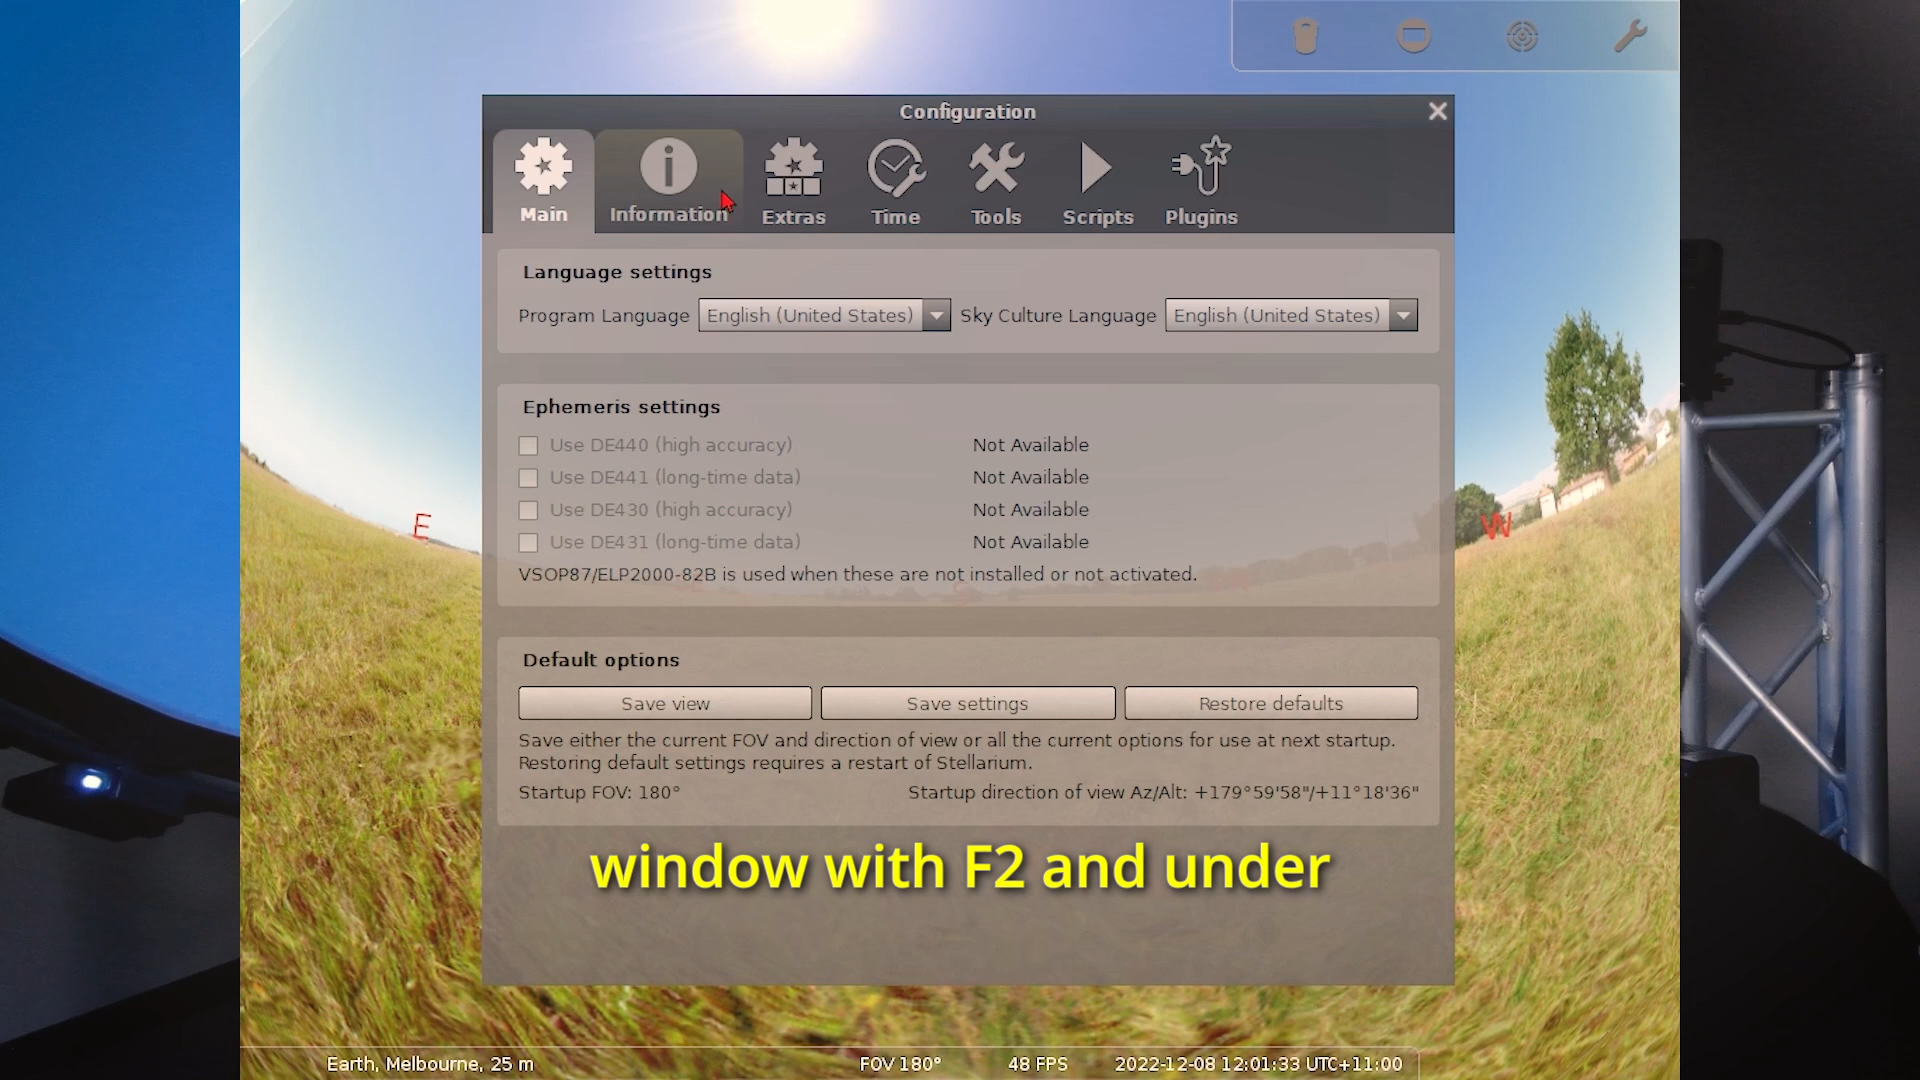 Configuration
Main
Information
Extras
Time
Tools
Scripts
Plugins
Language settings
Program Language English (United States) Sky Culture Language English (United States)
Ephemeris settings
Use DE440 (high accuracy) Not Available
Use DE441 (long-time data) Not Available
Use DE430 (high accuracy) Not Available
Use DE431 (long-time data) Not Available
E
W
VSOP87/ELP2000-82B is used when these are not installed or not activated.
Default options
Save view Save settings Restore defaults
Save either the current FOV and direction of view or all the current options for use at next startup.
Restoring default settings requires a restart of Stellarium.
Startup FOV: 180° Startup direction of view Az/Alt: +179°59'58"/+11°18'36"
window with F2 and under
Earth, Melbourne, 25 m FOV 180° 48 FPS 2022-12-08 12:01:33 UTC+11:00